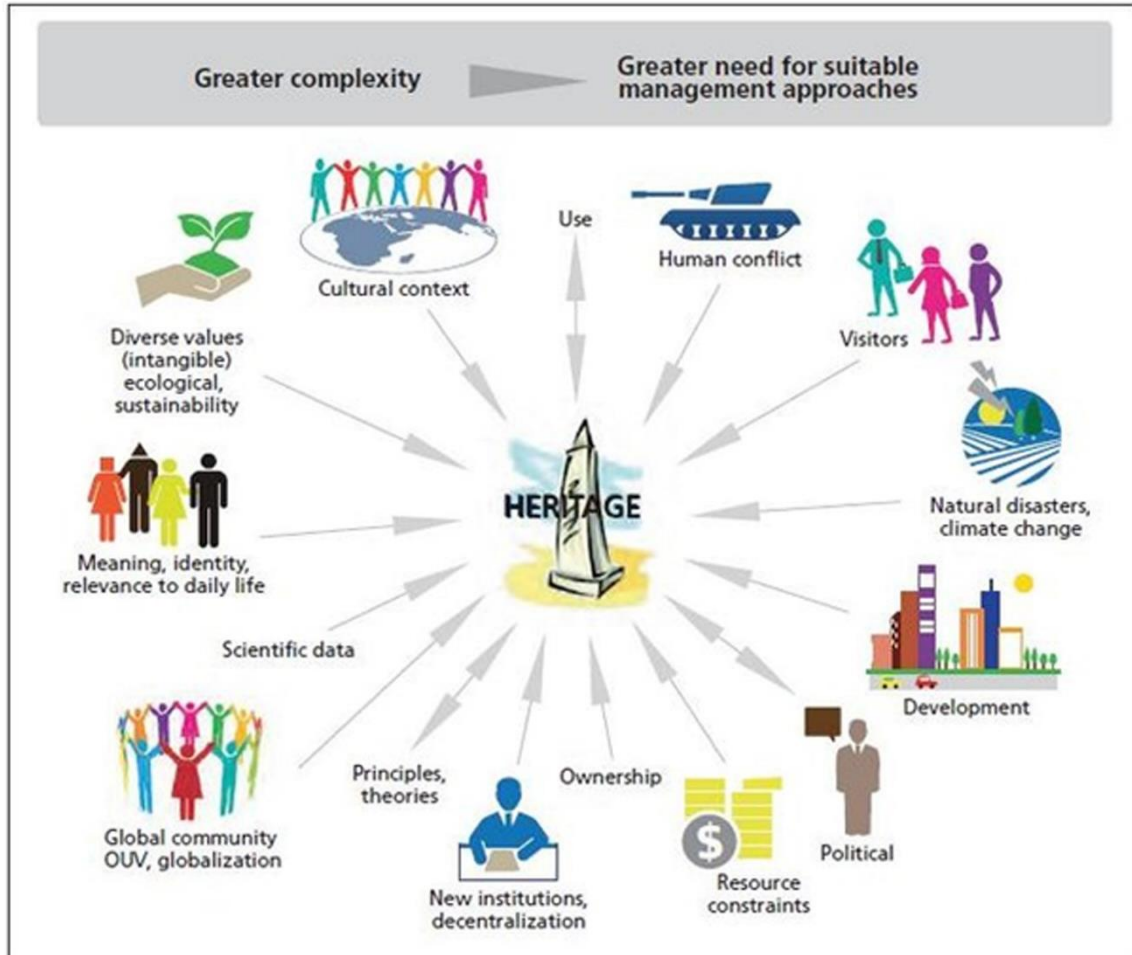 Greater complexity
Greater need for suitable
management approaches
Cultural context
Use
Human conflict
Visitors
Diverse values
(intangible)
ecological,
sustainability
HERITAGE
Natural disasters,
climate change
Meaning, identity,
relevance to daily life
Scientific data
Development
Principles,
theories
Ownership
Global community
OUV, globalization
$
Political
New institutions,
decentralization
Resource
constraints